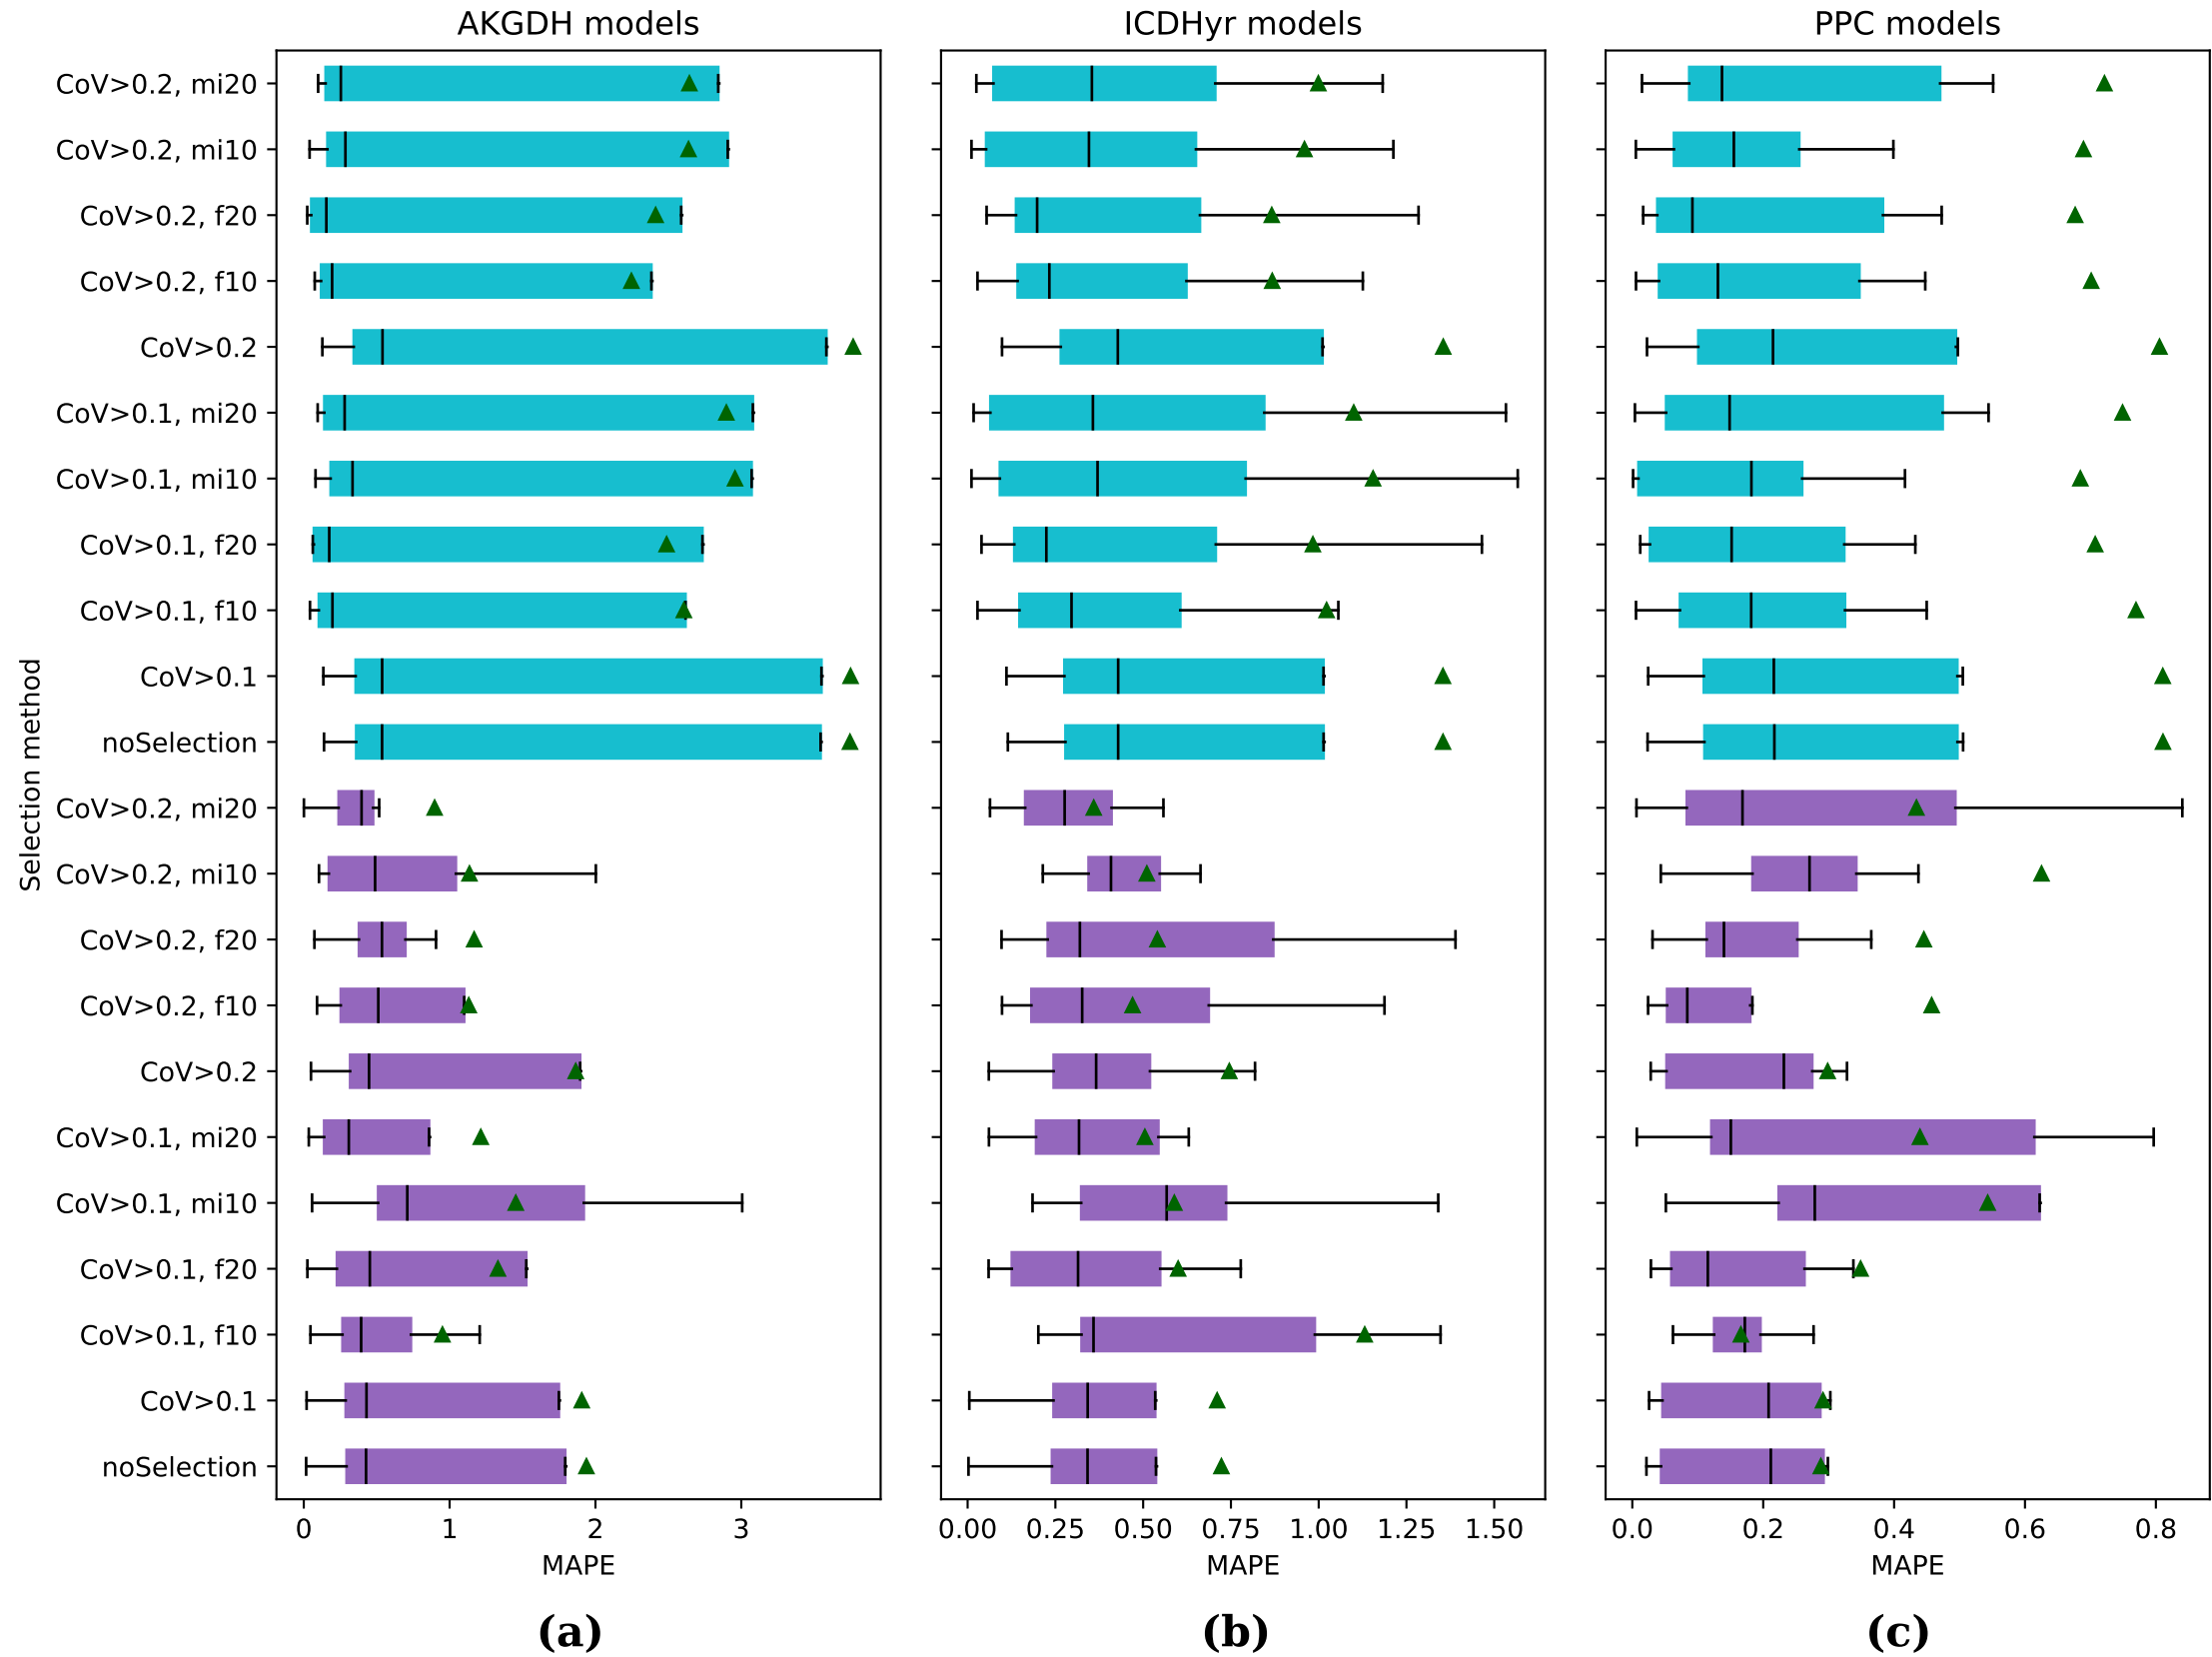 AKGDH models
ICDHyr models
PPC models
Selection method
CoV>0.2, mi20
CoV>0.2, mi10
CoV>0.2, f20
CoV>0.2, f10
CoV>0.2
CoV>0.1, mi20
CoV>0.1, mi10
CoV>0.1, f20
CoV>0.1, f10
CoV>0.1
noSelection
CoV>0.2, mi20
CoV>0.2, mi10
CoV>0.2, f20
CoV>0.2, f10
CoV>0.2
CoV>0.1, mi20
CoV>0.1, mi10
CoV>0.1, f20
CoV>0.1, f10
CoV>0.1
noSelection
0 1 2 3
0.00 0.25 0.50 0.75 1.00 1.25 1.50
0.0 0.2 0.4 0.6 0.8
MAPE
MAPE
MAPE
(a)
(b)
(c)